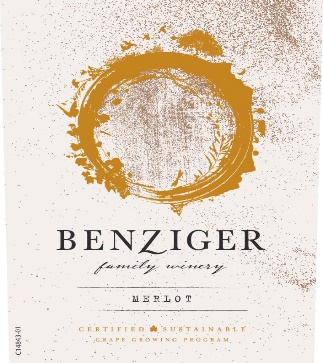 BENZIGER
family winery
MERLOT
CERTIFIED SUSTAINABLE
GRAPE GROWING PROGRAM